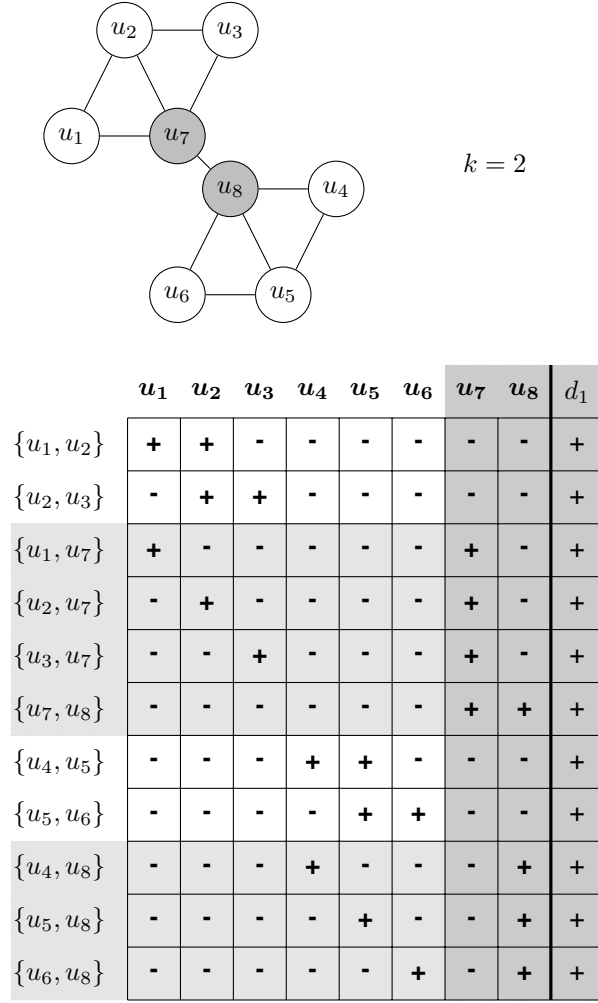 u₂ u₃
u₁ u₇
k = 2
u₈ u₄
u₆ u₅
u₁ u₂ u₃ u₄ u₅ u₆ u₇ u₈ d₁
{u₁, u₂} + + - - - - - - +
{u₂, u₃} - + + - - - - - +
{u₁, u₇} + - - - - - + - +
{u₂, u₇} - + - - - - + - +
{u₃, u₇} - - + - - - + - +
{u₇, u₈} - - - - - - + + +
{u₄, u₅} - - - + + - - - +
{u₅, u₆} - - - - + + - - +
{u₄, u₈} - - - + - - - + +
{u₅, u₈} - - - - + - - + +
{u₆, u₈} - - - - - + - + +